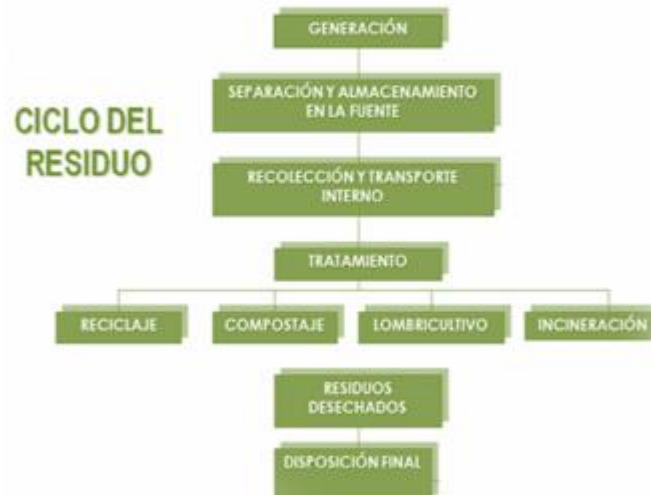 GENERACIÓN
SEPARACIÓN Y ALMACENAMIENTO
EN LA FUENTE
CICLO DEL
RESIDUO
RECOLECCIÓN Y TRANSPORTE
INTERNO
TRATAMIENTO
RECICLAJE
COMPOSTAJE
LOMBRICULTIVO
INCINERACIÓN
RESIDUOS
DESECHADOS
DISPOSICIÓN FINAL